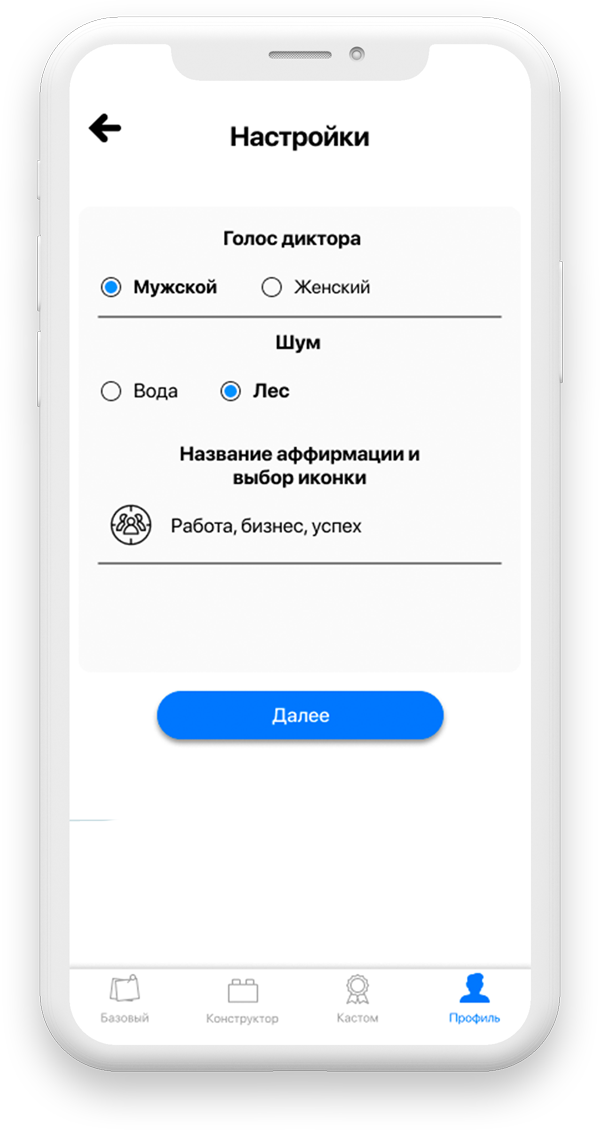 Настройки
Голос диктора
Мужской Женский
Шум
Вода Лес
Название аффирмации и
выбор иконки
Работа, бизнес, успех
Далее
Базовый Конструктор Кастом Профиль